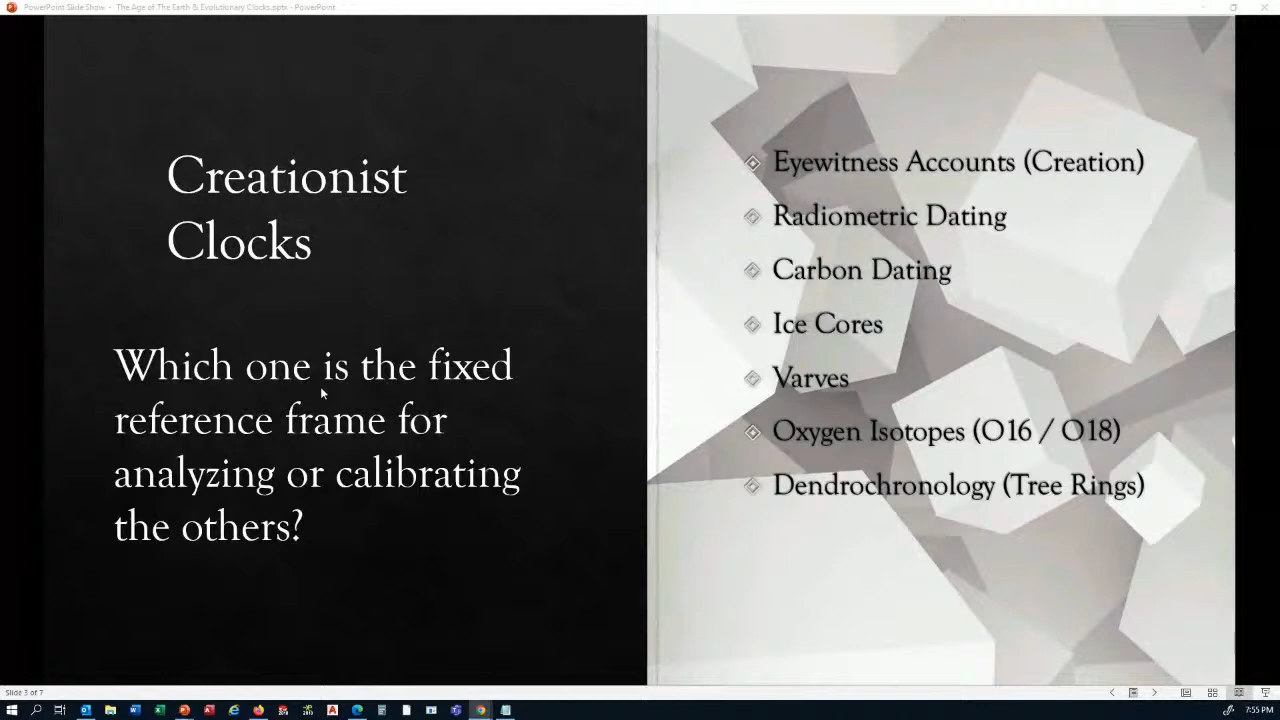 PowerPoint Slide Show - The Age of The Earth & Evolutionary Clocks.pptx - PowerPoint
Creationist
Clocks
Which one is the fixed
reference frame for
analyzing or calibrating
the others?
Eyewitness Accounts (Creation)
Radiometric Dating
Carbon Dating
Ice Cores
Varves
Oxygen Isotopes (O16 / O18)
Dendrochronology (Tree Rings)
Slide 3 of 7
7:55 PM